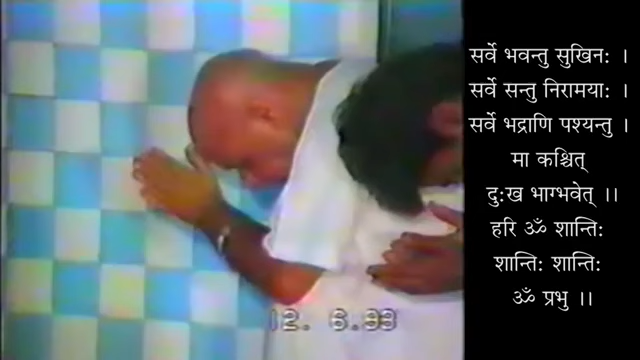 12. 6.93
सर्वे भवन्तु सुखिनः ।
सर्वे सन्तु निरामयाः ।
सर्वे भद्राणि पश्यन्तु ।
मा कश्चित्
दुःख भाग्भवेत् ।।
हरि ॐ शान्तिः
शान्तिः शान्तिः
ॐ प्रभु ।।